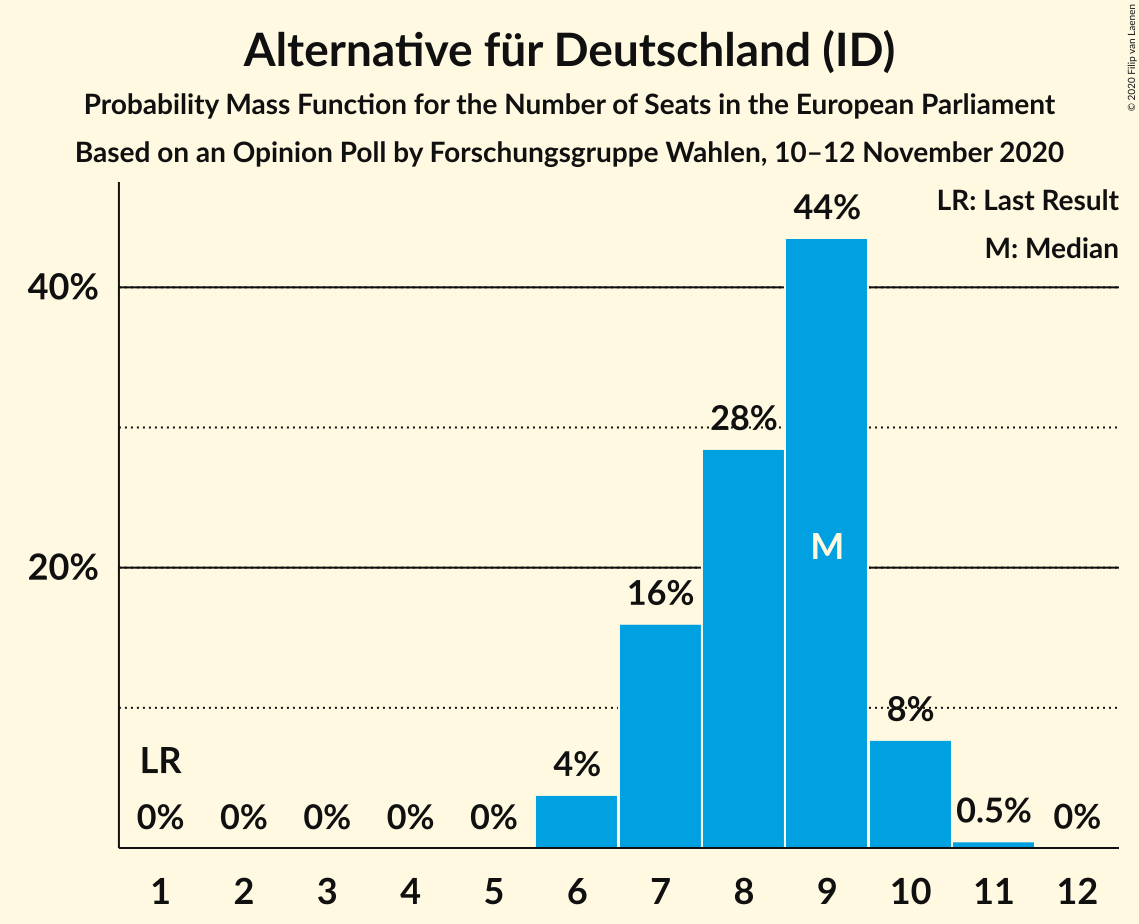 Alternative für Deutschland (ID)
Probability Mass Function for the Number of Seats in the European Parliament
Based on an Opinion Poll by Forschungsgruppe Wahlen, 10–12 November 2020
© 2020 Filip van Laenen
LR: Last Result
M: Median
44%
40%
28%
M
20%
16%
8%
LR
4%
0% 0% 0% 0% 0% 0.5% 0%
1 2 3 4 5 6 7 8 9 10 11 12